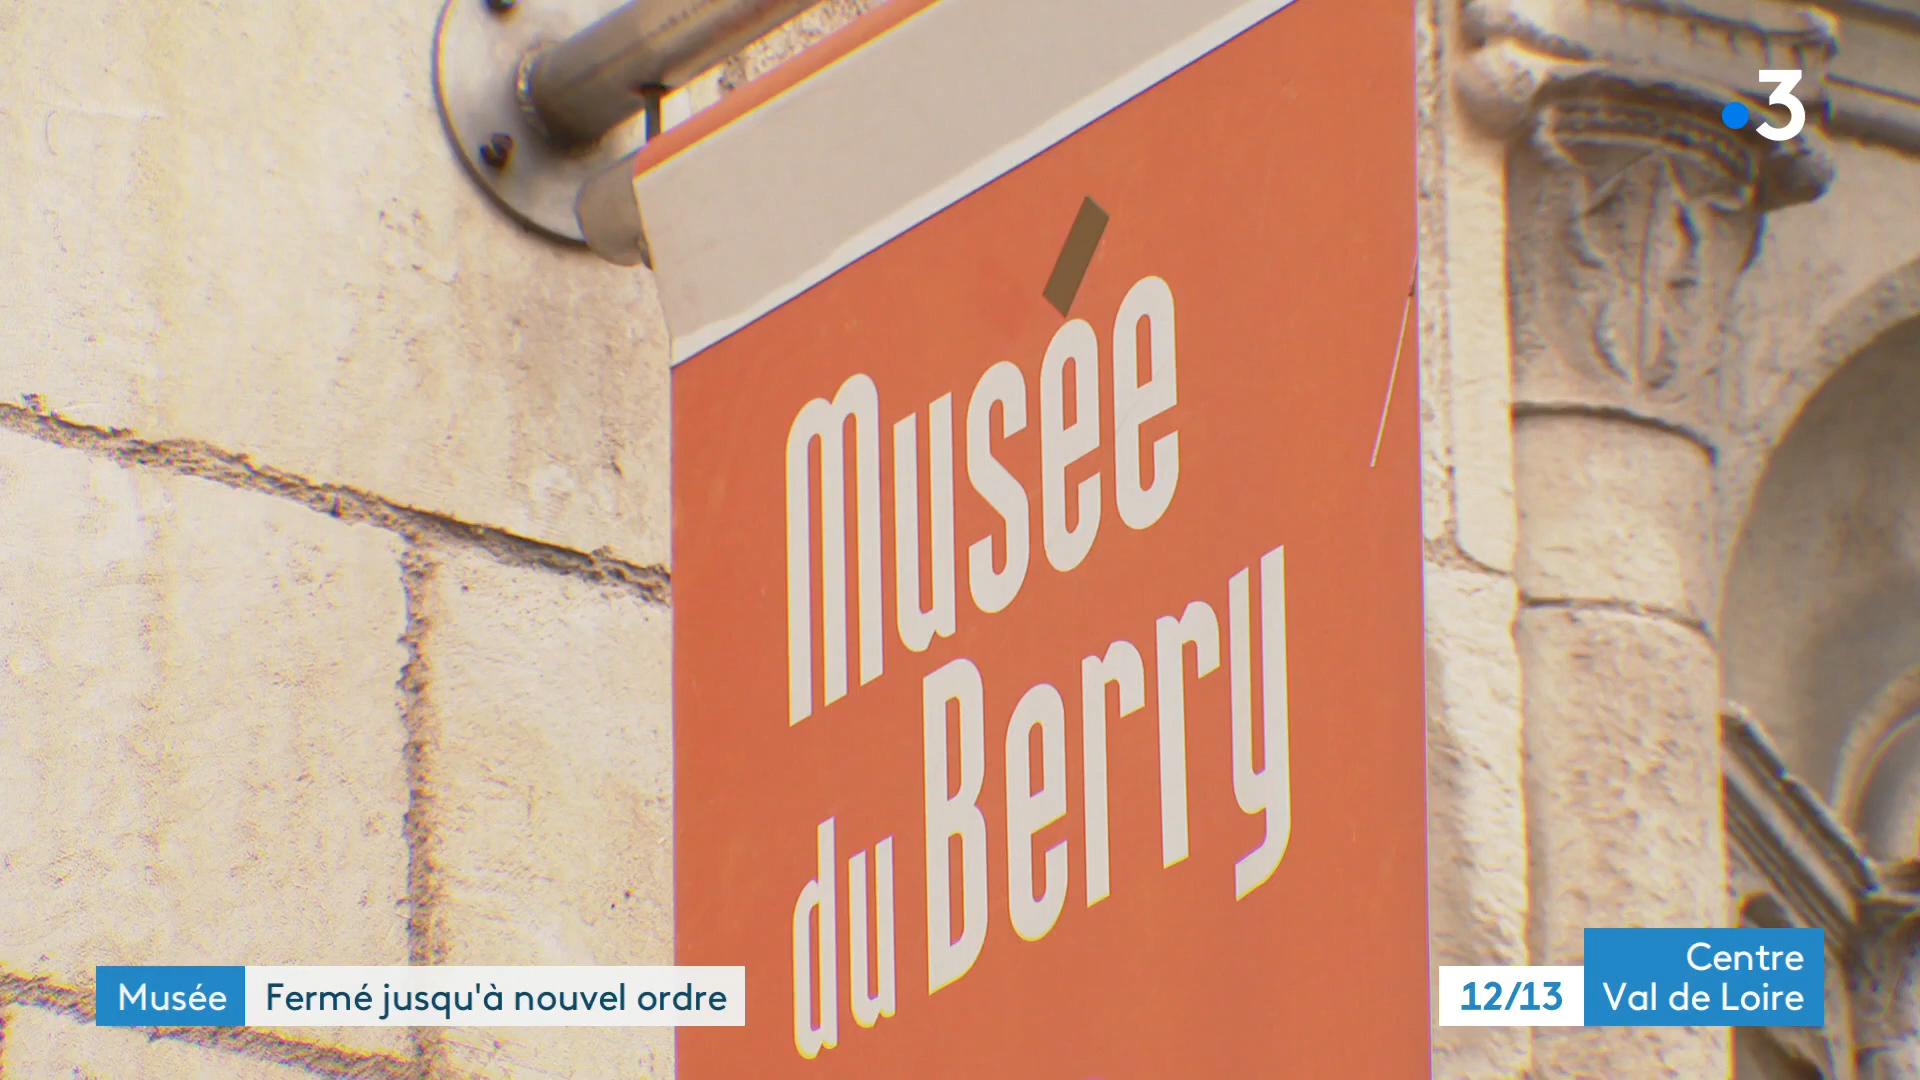 3
Musée
du Berry
Musée
Fermé jusqu'à nouvel ordre
12/13
Centre
Val de Loire